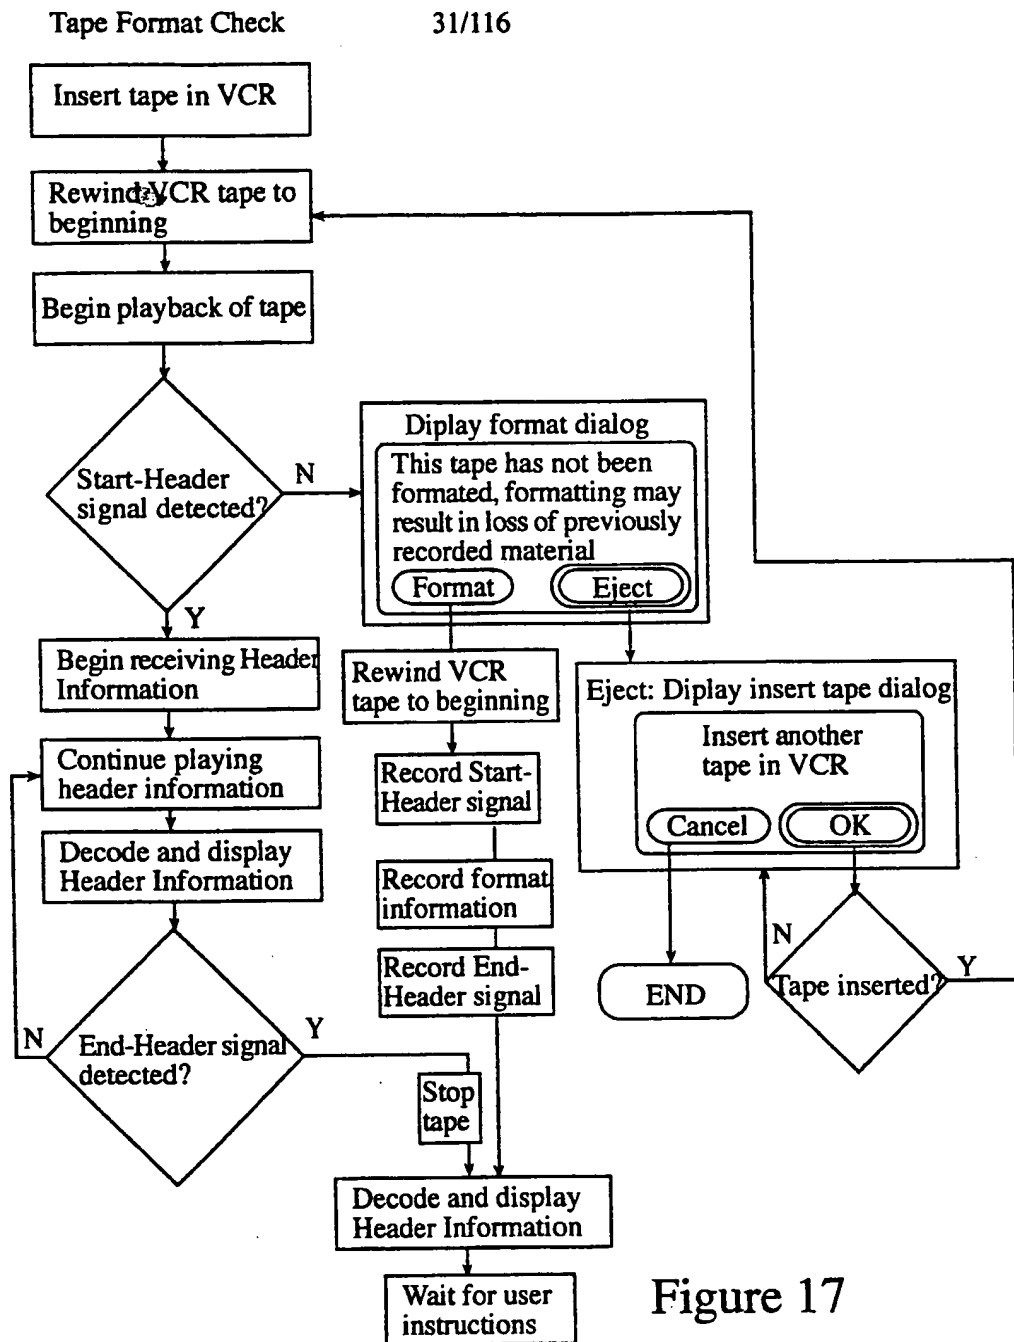 Tape Format Check
31/116
Insert tape in VCR
Rewind VCR tape to
beginning
Begin playback of tape
Start-Header
signal detected?
N
Y
Diplay format dialog
This tape has not been
formated, formatting may
result in loss of previously
recorded material
Format
Eject
Begin receiving Header
Information
Continue playing
header information
Decode and display
Header Information
End-Header signal
detected?
N
Y
Rewind VCR
tape to beginning
Record Start-
Header signal
Record format
information
Record End-
Header signal
Stop
tape
Eject: Diplay insert tape dialog
Insert another
tape in VCR
Cancel
OK
END
N
Tape inserted?
Y
Decode and display
Header Information
Wait for user
instructions
Figure 17